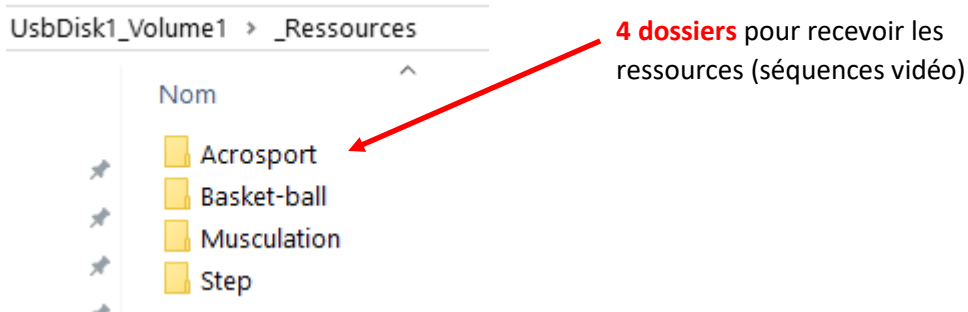 UsbDisk1_Volume1 > _Ressources
4 dossiers pour recevoir les
ressources (séquences vidéo)
Nom
Acrosport
Basket-ball
Musculation
Step